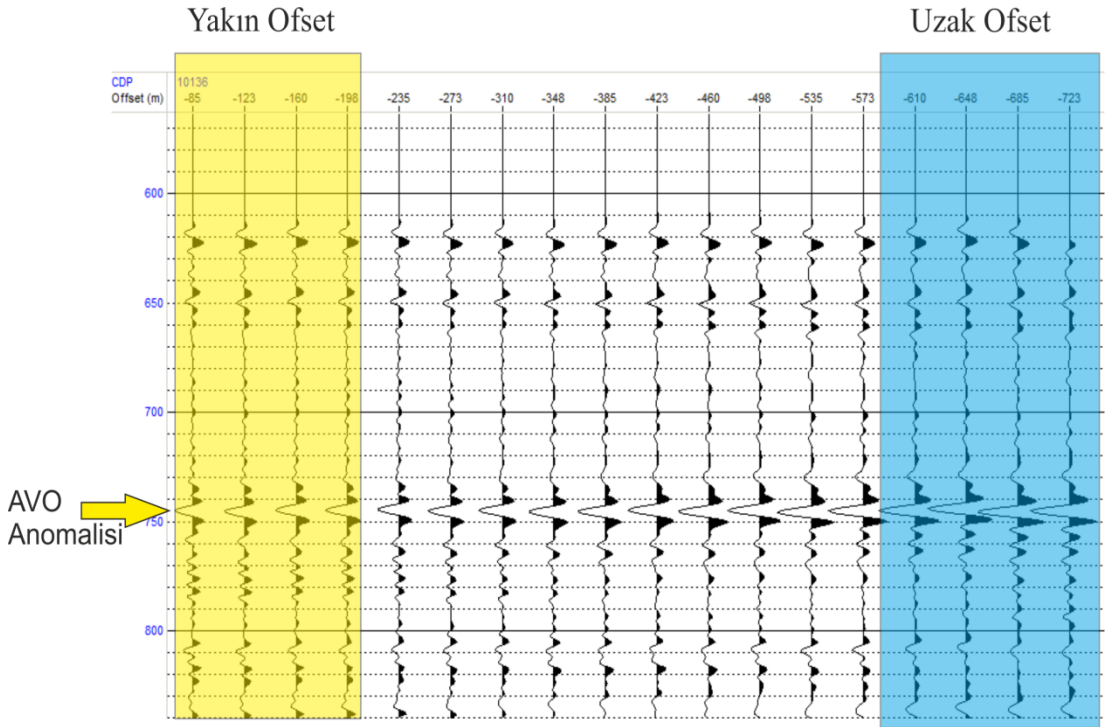 Yakın Ofset
Uzak Ofset
CDP 10136
Offset (m) -85 -123 -160 -198 -235 -273 -310 -348 -385 -423 -460 -498 -535 -573 -610 -648 -685 -723
600
650
700
AVO
Anomalisi
750
800